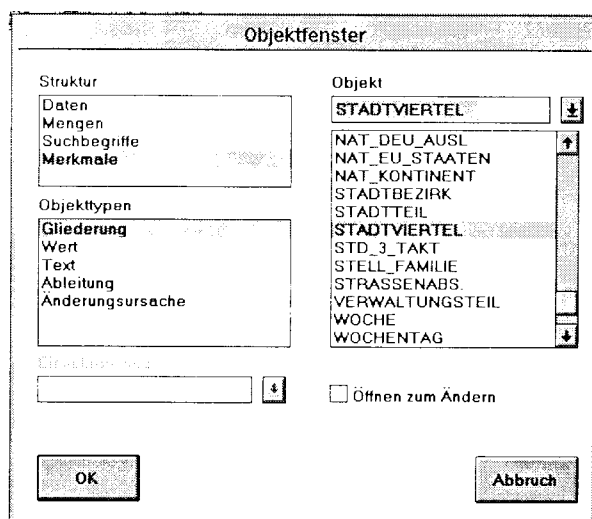 Objektfenster
Struktur
Daten
Mengen
Suchbegriffe
Merkmale
Objekttypen
Gliederung
Wert
Text
Ableitung
Änderungsursache
Objekt
STADTVIERTEL
NAT_DEU_AUSL
NAT_EU_STAATEN
NAT_KONTINENT
STADTBEZIRK
STADTTEIL
STADTVIERTEL
STD_3_TAKT
STELL_FAMILIE
STRASSENABS.
VERWALTUNGSTEIL
WOCHE
WOCHENTAG
Öffnen zum Ändern
OK
Abbruch